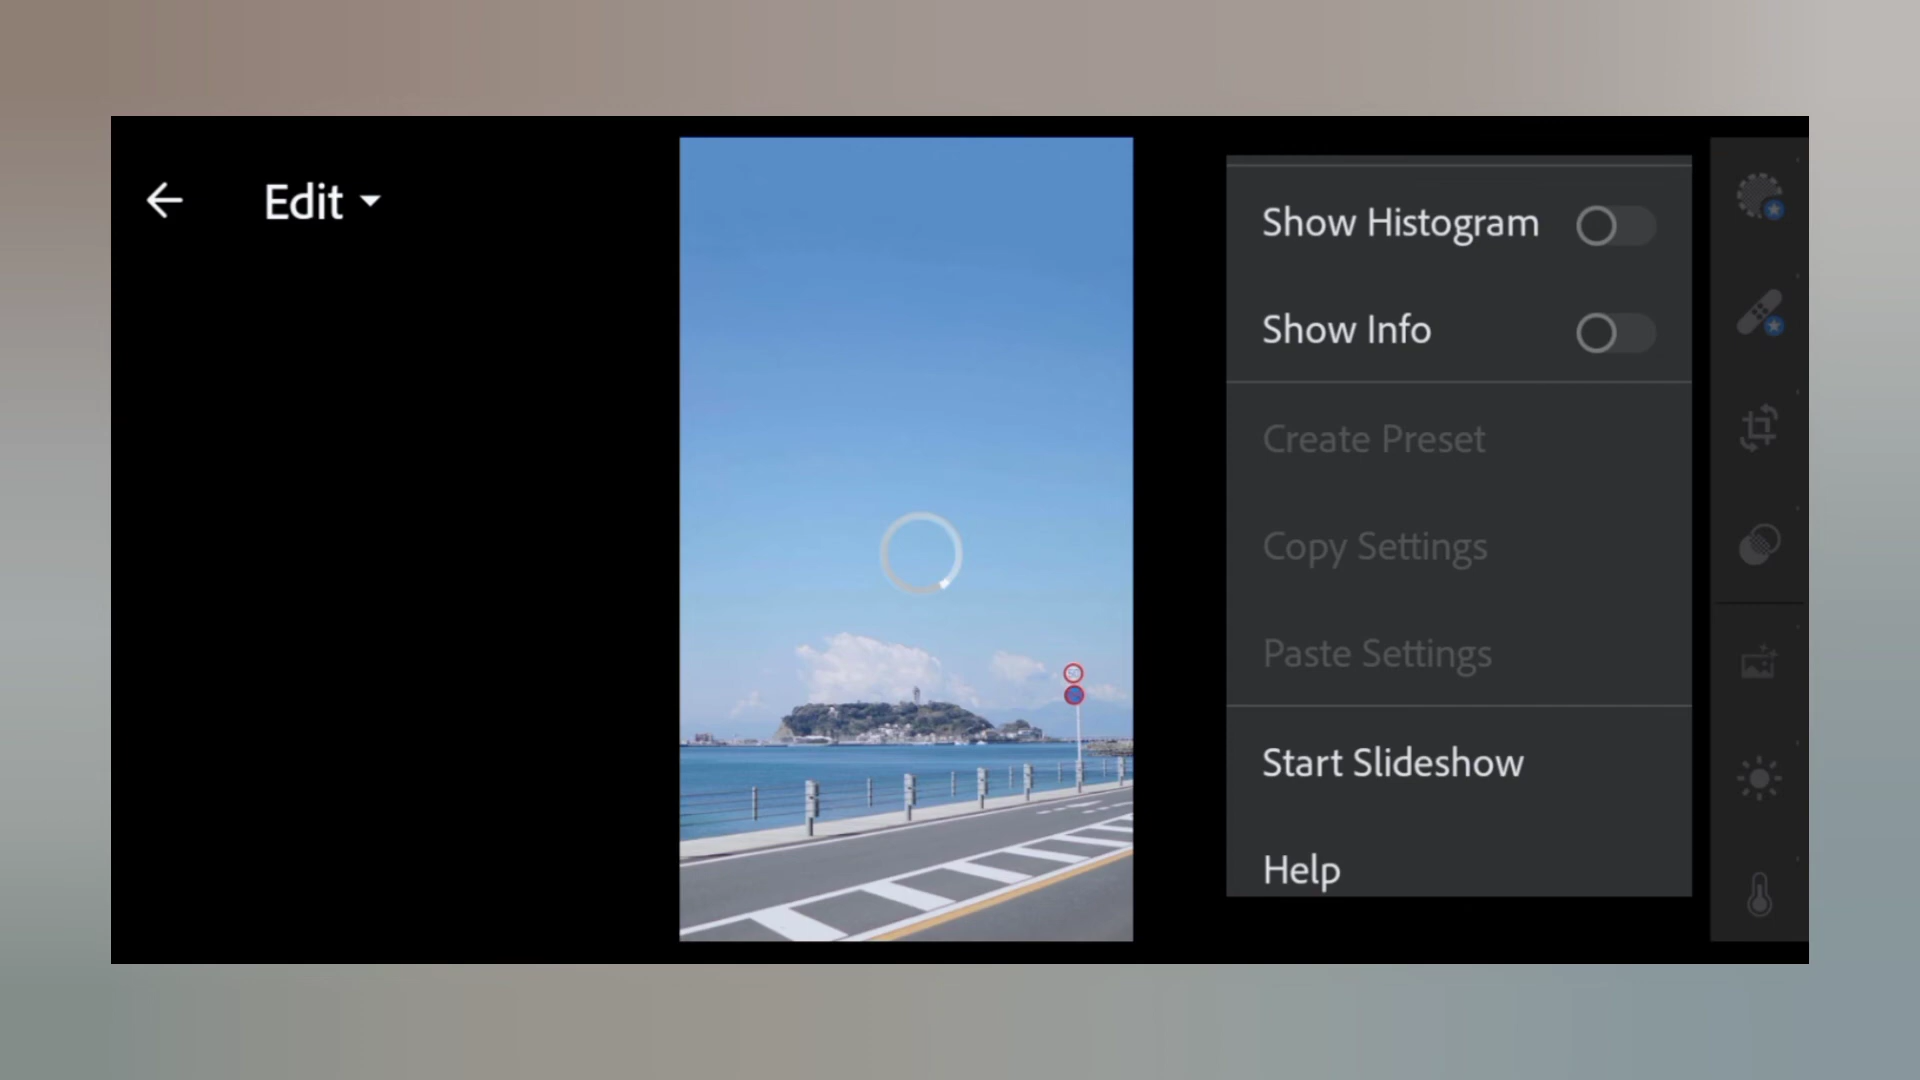 Edit
Show Histogram
Show Info
Create Preset
Copy Settings
Paste Settings
Start Slideshow
Help